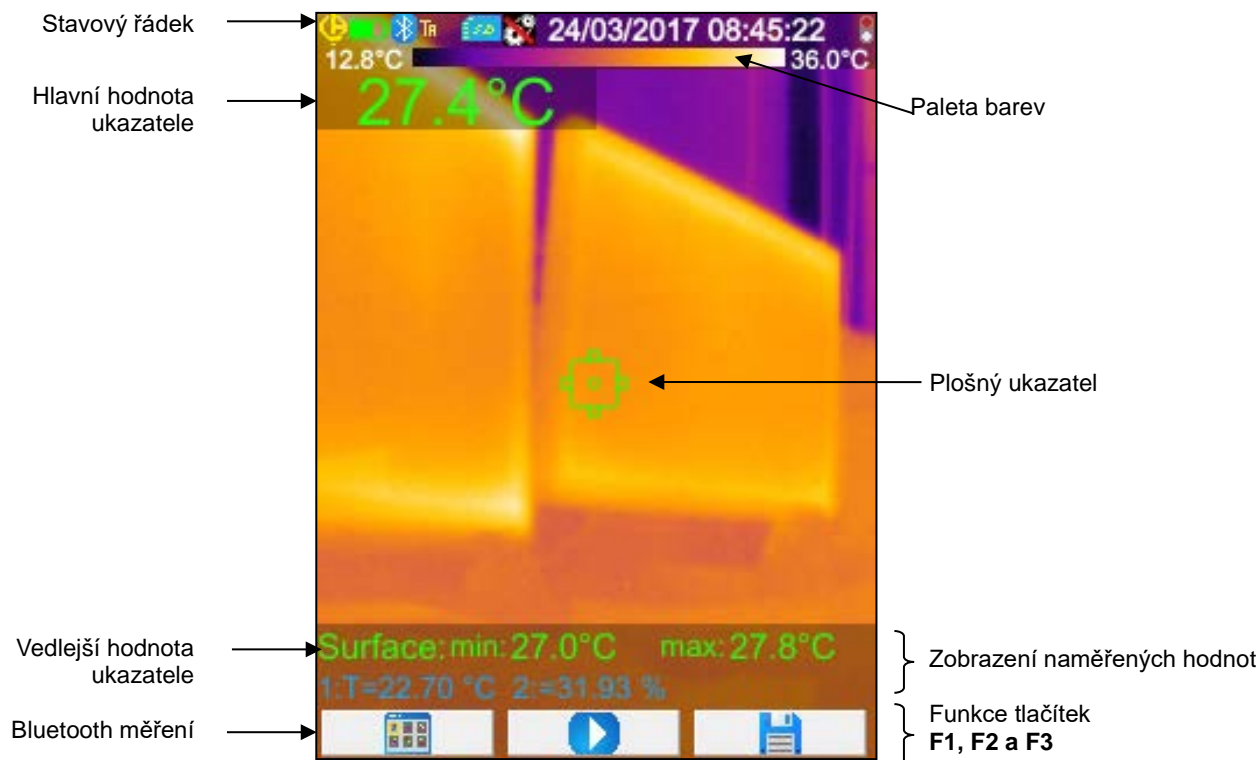 Stavový řádek
24/03/2017 08:45:22
12.8°C
36.0°C
Hlavní hodnota
ukazatele
27.4°C
Paleta barev
Plošný ukazatel
Vedlejší hodnota
ukazatele
Surface: min: 27.0°C max: 27.8°C
1:T=22.70 °C 2:=31.93 %
Zobrazení naměřených hodnot
Bluetooth měření
Funkce tlačítek
F1, F2 a F3